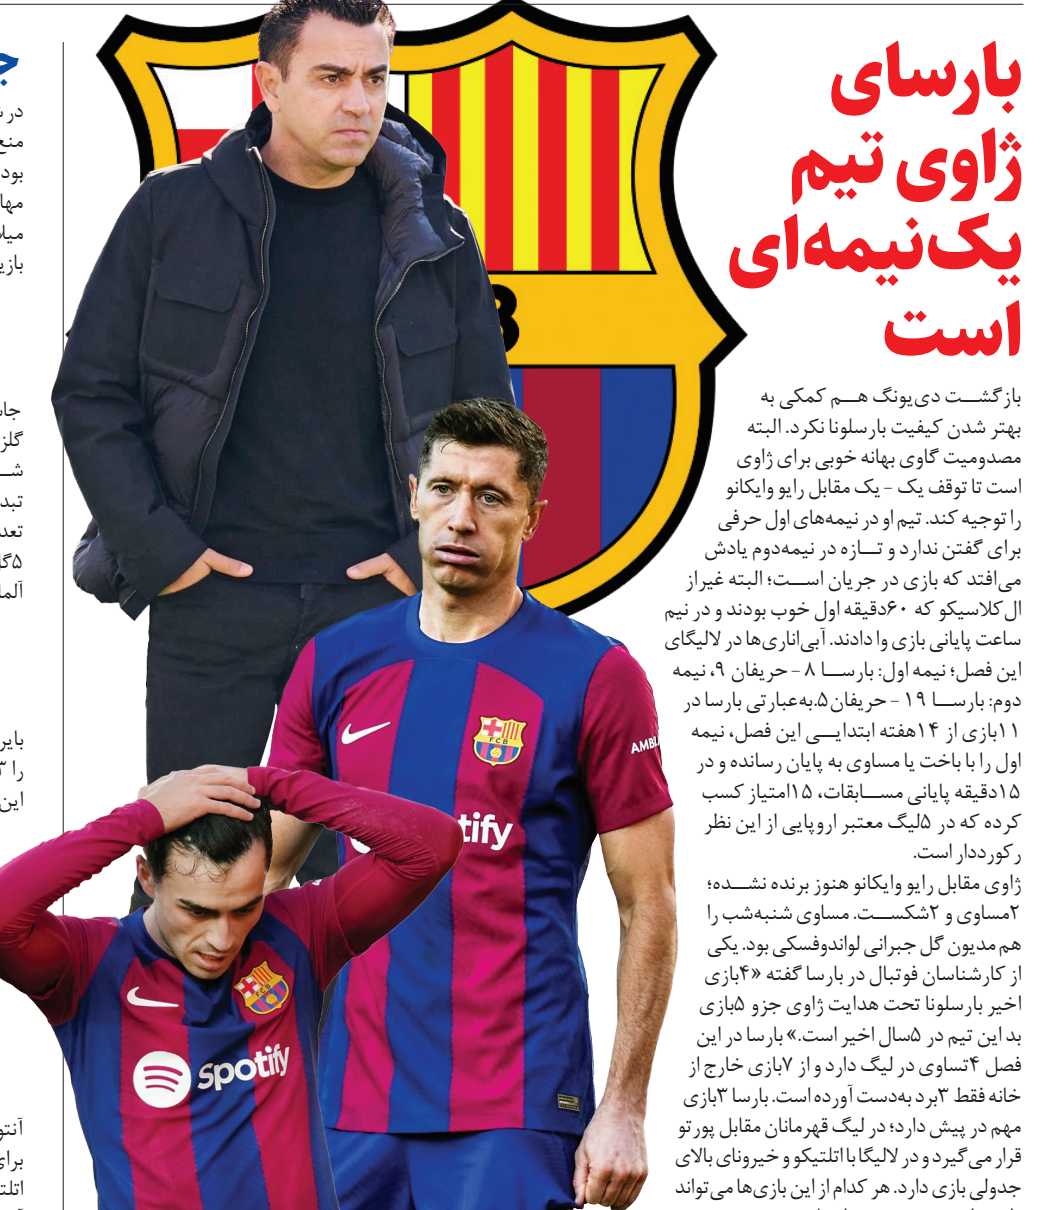 بارسای
ژاوی تیم
یک‌نیمه‌ای
است
بازگشت دی‌یونگ هم کمکی به
بهتر شدن کیفیت بارسلونا نکرد. البته
مصدومیت گاوی بهانه خوبی برای ژاوی
است تا توقف یک - یک مقابل رایو وایکانو
را توجیه کند. تیم او در نیمه‌های اول حرفی
برای گفتن ندارد و تازه در نیمه‌دوم یادش
می‌افتد که بازی در جریان است؛ البته غیر از
ال‌کلاسیکو که ۶۰دقیقه اول خوب بودند و در نیم
ساعت پایانی بازی وا دادند. آبی‌اناری‌ها در لالیگای
این فصل؛ نیمه اول: بارسا ۸ - حریفان ۹، نیمه
دوم: بارسا ۱۹ - حریفان ۵.به‌عبارتی بارسا در
۱۱بازی از ۱۴هفته ابتدایی این فصل، نیمه
اول را با باخت یا مساوی به پایان رسانده و در
۱۵دقیقه پایانی مسابقات، ۱۵امتیاز کسب
کرده که در ۵لیگ معتبر اروپایی از این نظر
رکورددار است.
ژاوی مقابل رایو وایکانو هنوز برنده نشده؛
۲مساوی و ۲شکست. مساوی شنبه‌شب را
هم مدیون گل جبرانی لواندوفسکی بود. یکی
از کارشناسان فوتبال در بارسا گفته «۴بازی
اخیر بارسلونا تحت هدایت ژاوی جزو ۵بازی
بد این تیم در ۵سال اخیر است.» بارسا در این
فصل ۴تساوی در لیگ دارد و از ۷بازی خارج از
خانه فقط ۳برد به‌دست آورده است. بارسا ۳بازی
مهم در پیش دارد؛ در لیگ قهرمانان مقابل پورتو
قرار می‌گیرد و در لالیگا با اتلتیکو و خیرونای بالای
جدولی بازی دارد. هر کدام از این بازی‌ها می‌تواند
FCB
Spotify